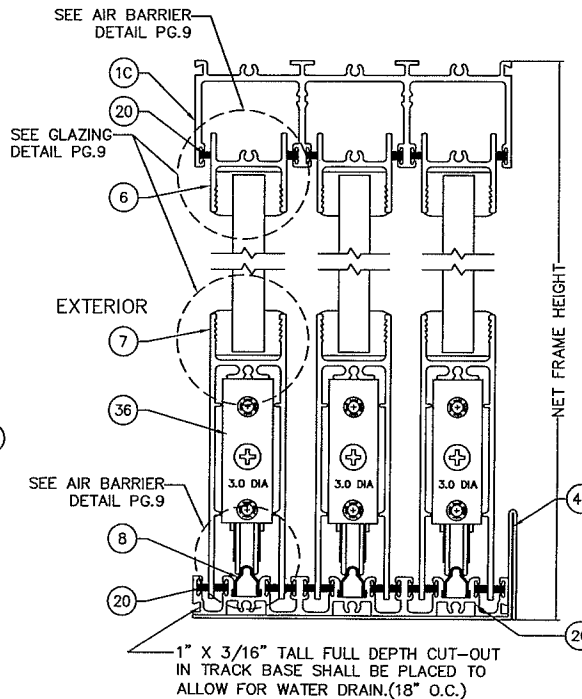 SEE AIR BARRIER
DETAIL PG.9
1C
20
SEE GLAZING
DETAIL PG.9
6
EXTERIOR
7
36
NET FRAME HEIGHT
3.0 DIA
3.0 DIA
3.0 DIA
SEE AIR BARRIER
DETAIL PG.9
4
8
20
1" X 3/16" TALL FULL DEPTH CUT-OUT
IN TRACK BASE SHALL BE PLACED TO
ALLOW FOR WATER DRAIN.(18" O.C.)